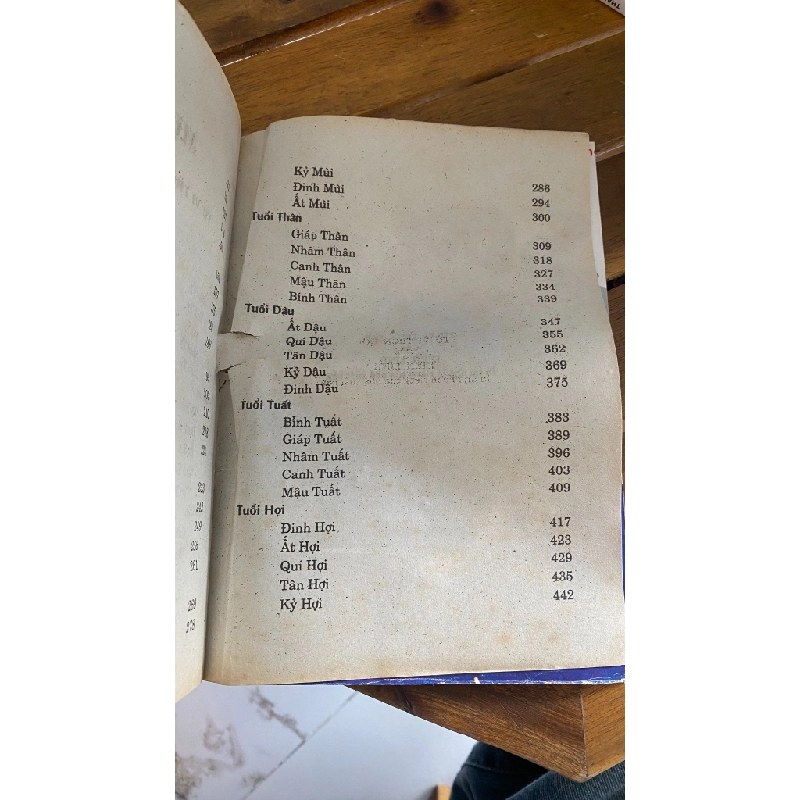 Kỷ Mùi
Đinh Mùi 286
Ất Mùi 294
Tuổi Thân 300
Giáp Thân 309
Nhâm Thân 318
Canh Thân 327
Mậu Thân 334
Bính Thân 339
Tuổi Dậu
Ất Dậu 347
Quí Dậu 355
Tân Dậu 352
Kỷ Dậu 369
Đinh Dậu 375
Tuổi Tuất
Bỉnh Tuất 383
Giáp Tuất 389
Nhâm Tuất 396
Canh Tuất 403
Mậu Tuất 409
Tuổi Hợi
Đinh Hợi 417
Ất Hợi 423
Quí Hợi 429
Tân Hợi 435
Kỷ Hợi 442